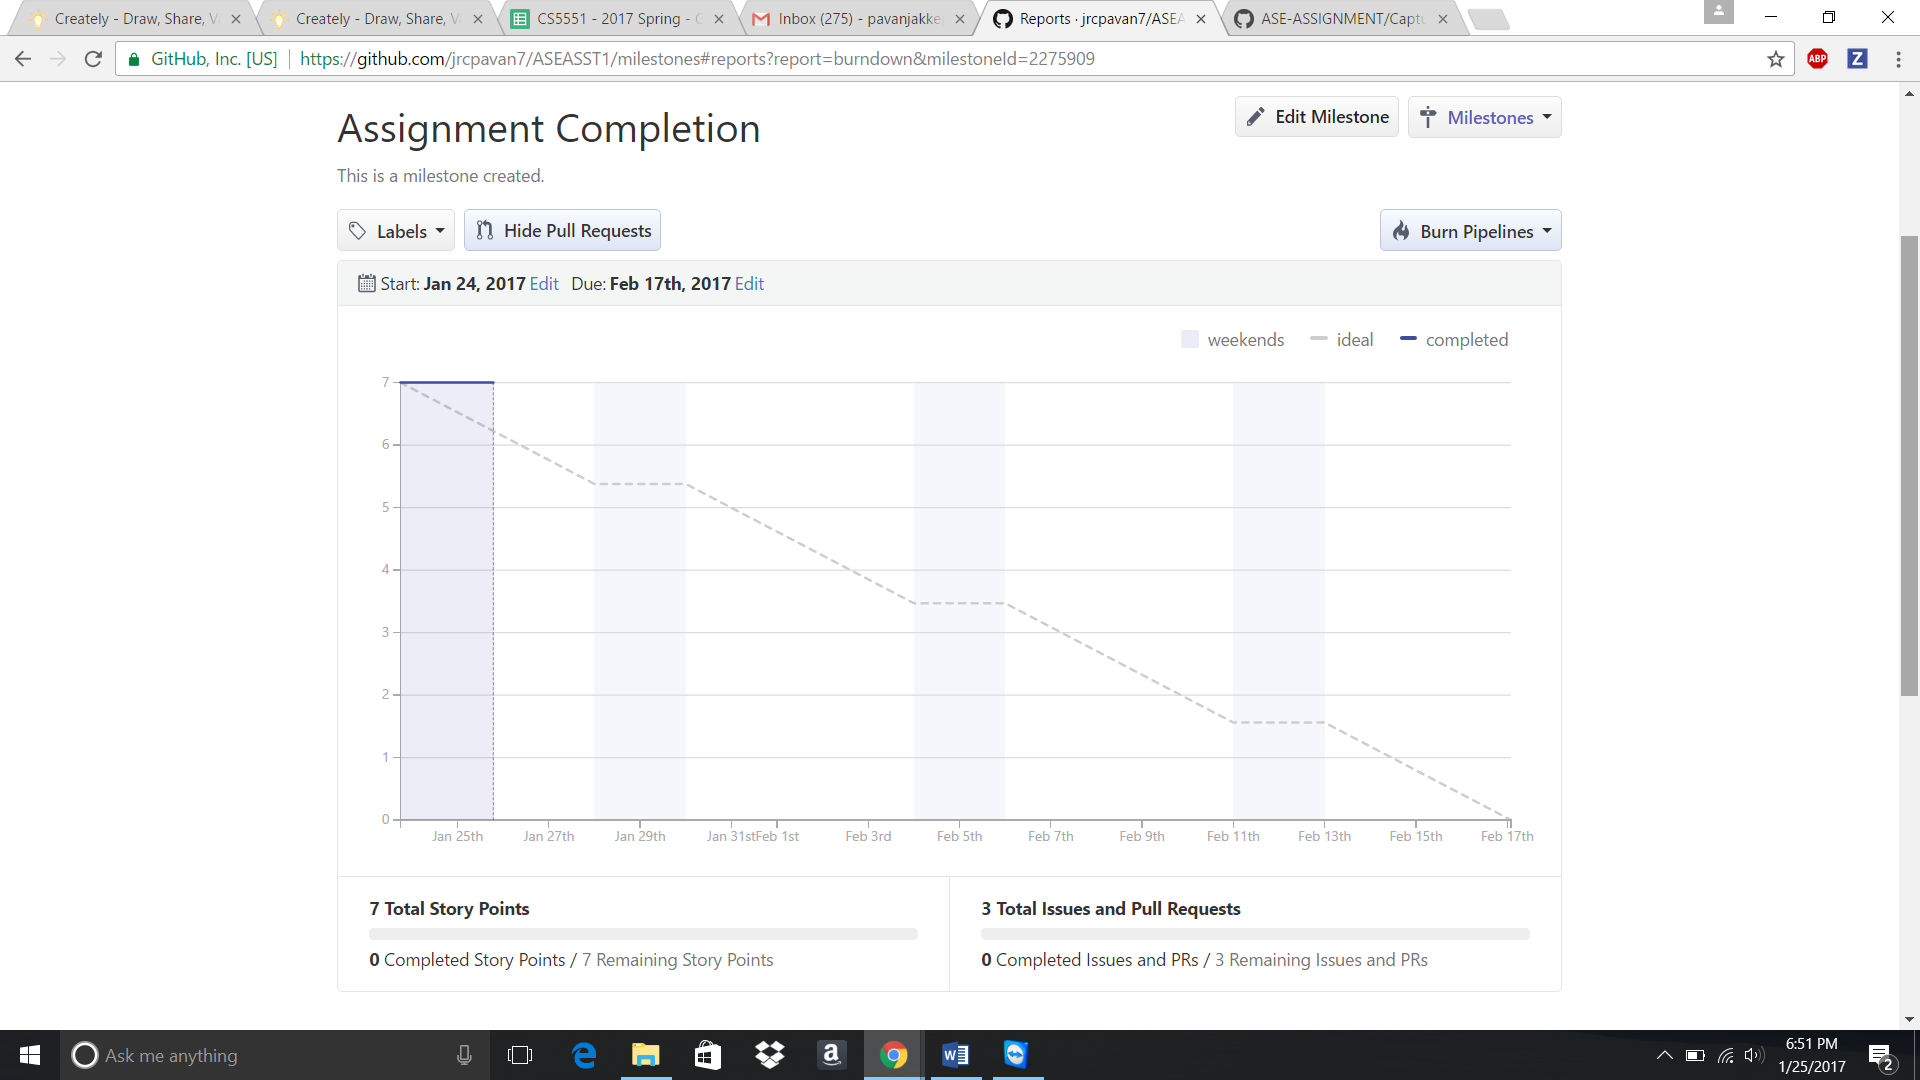 Creately - Draw, Share, V
Creately - Draw, Share, V
CS5551 - 2017 Spring - G
Inbox (275) - pavanjakke
Reports · jrcpavan7/ASEA
ASE-ASSIGNMENT/Captu
GitHub, Inc. [US]
https://github.com/jrcpavan7/ASEASST1/milestones#reports?report=burndown&milestoneId=2275909
ABP
Z
Assignment Completion
Edit Milestone
Milestones
This is a milestone created.
Labels
Hide Pull Requests
Burn Pipelines
Start: Jan 24, 2017 Edit Due: Feb 17th, 2017 Edit
weekends
ideal
completed
7
6
5
4
3
2
1
0
Jan 25th
Jan 27th
Jan 29th
Jan 31st
Feb 1st
Feb 3rd
Feb 5th
Feb 7th
Feb 9th
Feb 11th
Feb 13th
Feb 15th
Feb 17th
7 Total Story Points
0 Completed Story Points / 7 Remaining Story Points
3 Total Issues and Pull Requests
0 Completed Issues and PRs / 3 Remaining Issues and PRs
Ask me anything
6:51 PM
1/25/2017
2